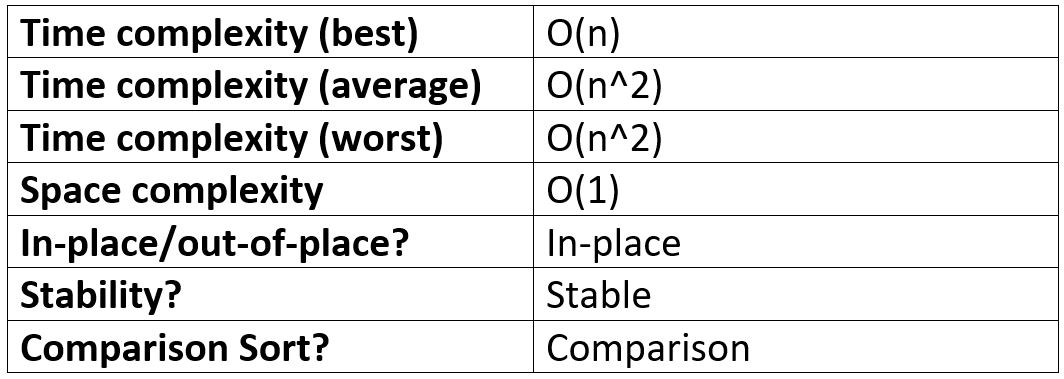 Time complexity (best) O(n)
Time complexity (average) O(n^2)
Time complexity (worst) O(n^2)
Space complexity O(1)
In-place/out-of-place? In-place
Stability? Stable
Comparison Sort? Comparison